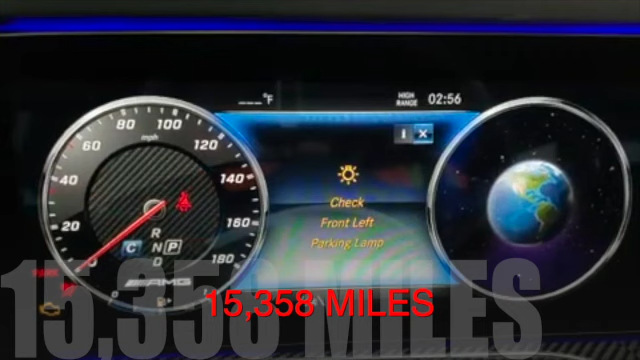 ---°F
HIGH
RANGE
02:56
i X
20
40
60
80
100
120
140
160
180
mph
Check
Front Left
Parking Lamp
R
C N P
D
AMG
15,358 MILES
15,358 MILES